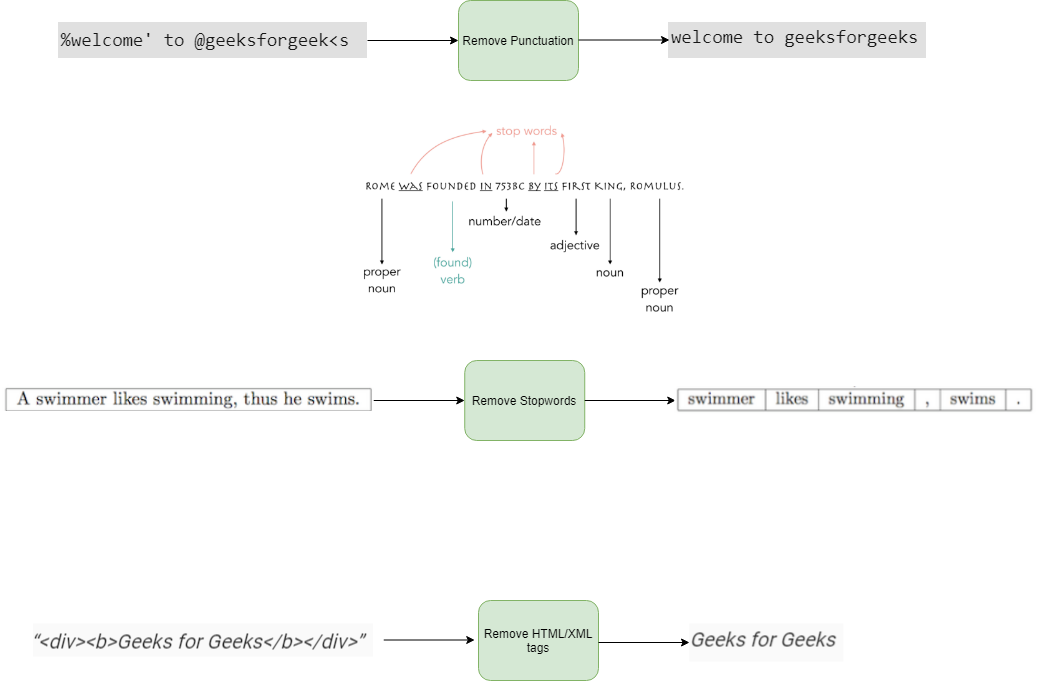 %welcome' to @geeksforgeek<s
Remove Punctuation
welcome to geeksforgeeks
stop words
ROME WAS FOUNDED IN 753BC BY ITS FIRST KING, ROMULUS.
number/date
adjective
(found)
verb
proper
noun
noun
proper
noun
A swimmer likes swimming, thus he swims.
Remove Stopwords
swimmer likes swimming , swims .
“<div><b>Geeks for Geeks</b></div>”
Remove HTML/XML
tags
Geeks for Geeks